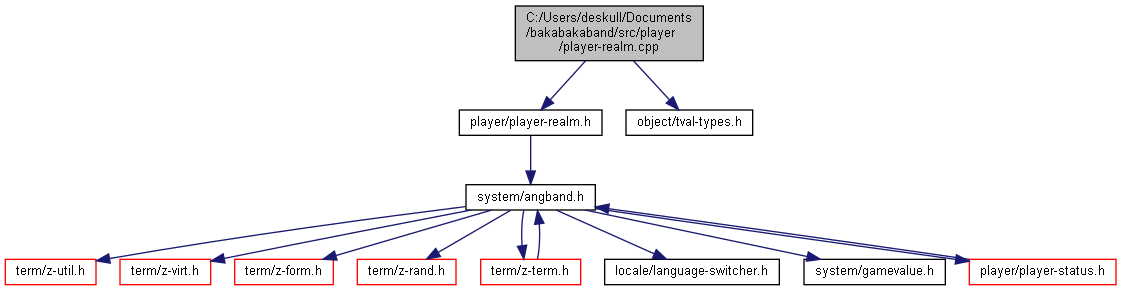 C:/Users/deskull/Documents
/bakabakaband/src/player
/player-realm.cpp
player/player-realm.h
object/tval-types.h
system/angband.h
term/z-util.h
term/z-virt.h
term/z-form.h
term/z-rand.h
term/z-term.h
locale/language-switcher.h
system/gamevalue.h
player/player-status.h